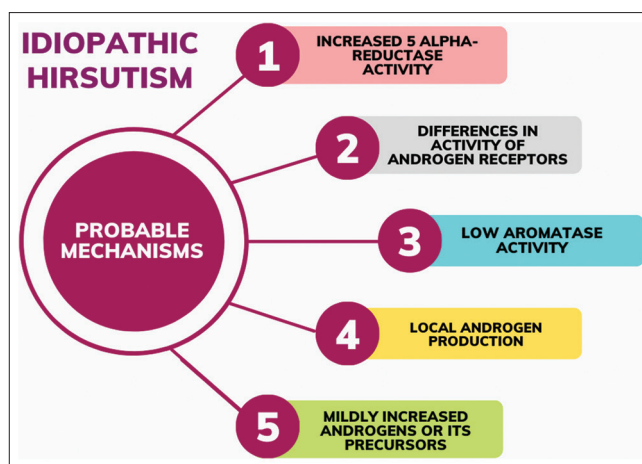 IDIOPATHIC
HIRSUTISM
PROBABLE
MECHANISMS
1
INCREASED 5 ALPHA-
REDUCTASE
ACTIVITY
2
DIFFERENCES IN
ACTIVITY OF
ANDROGEN RECEPTORS
3
LOW AROMATASE
ACTIVITY
4
LOCAL ANDROGEN
PRODUCTION
5
MILDLY INCREASED
ANDROGENS OR ITS
PRECURSORS